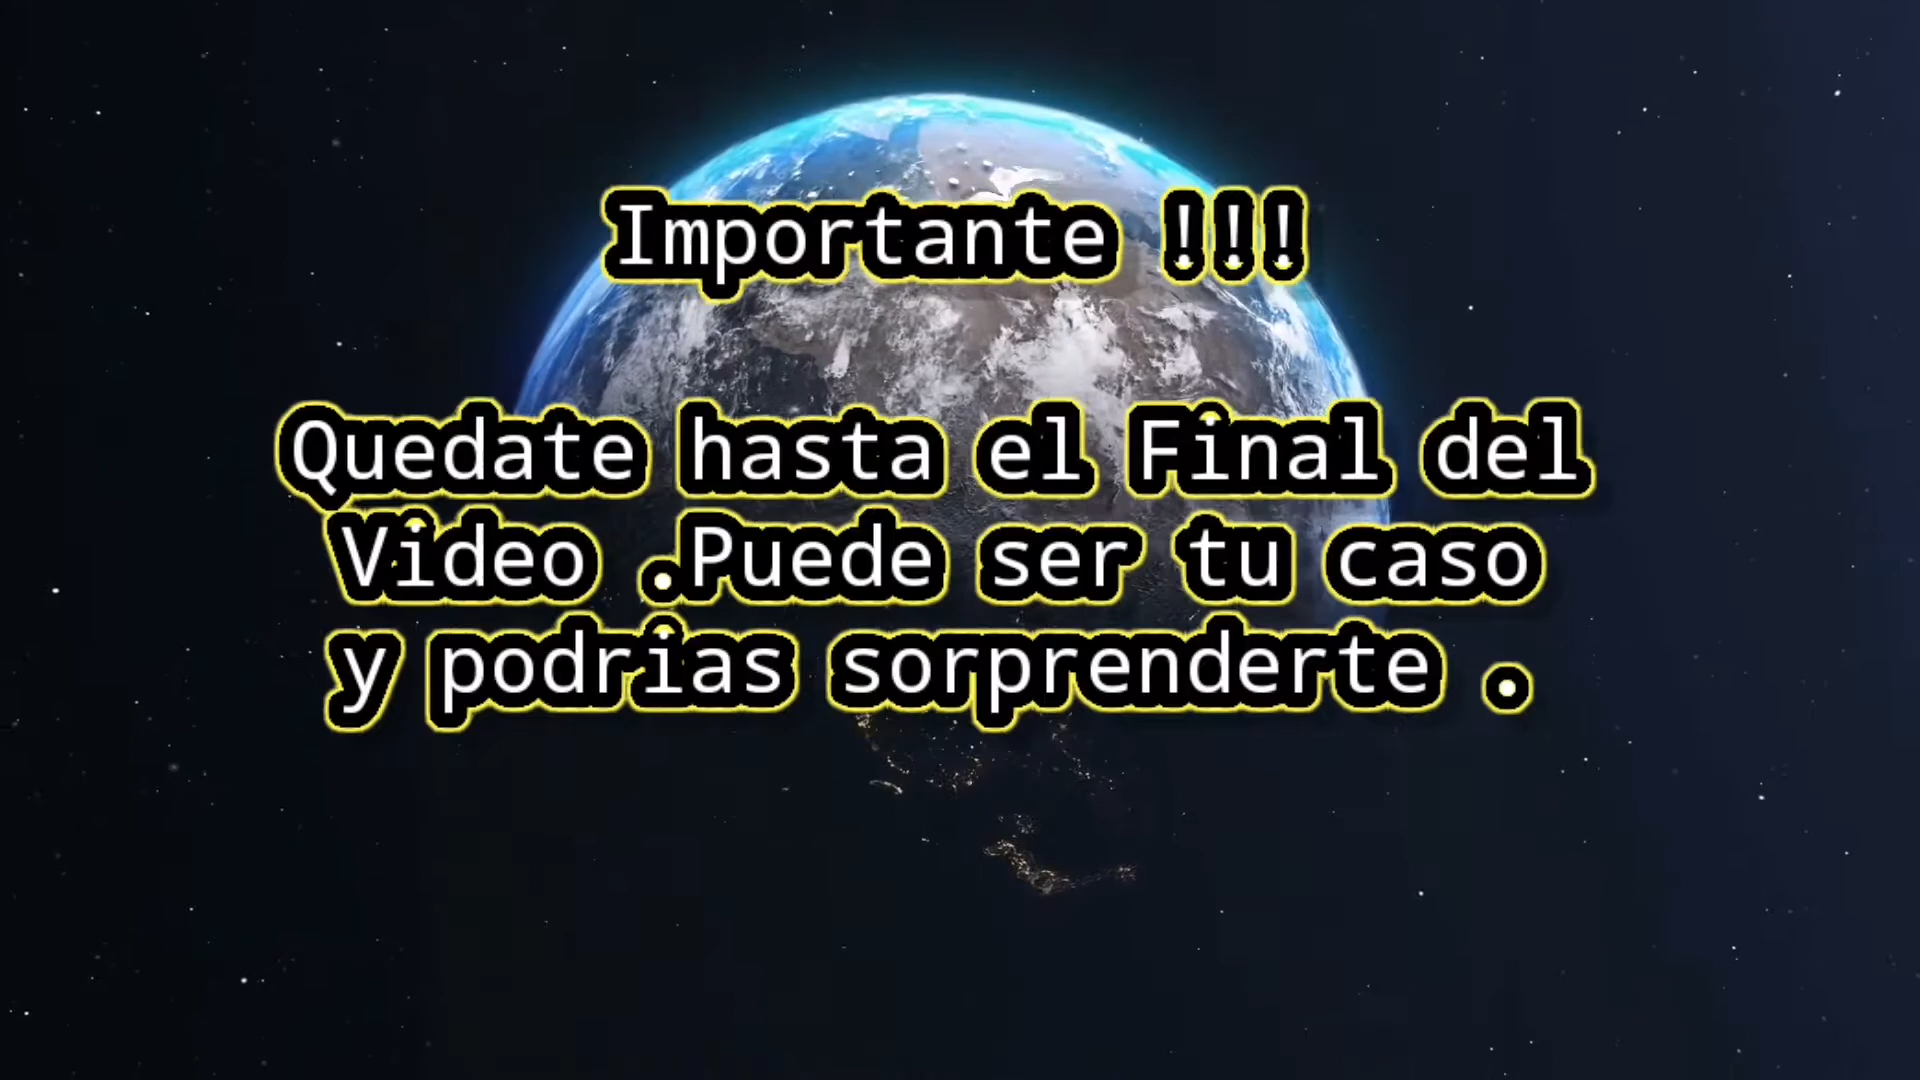 Importante !!!
Quedate hasta el Final del
Video .Puede ser tu caso
y podrias sorprenderte .